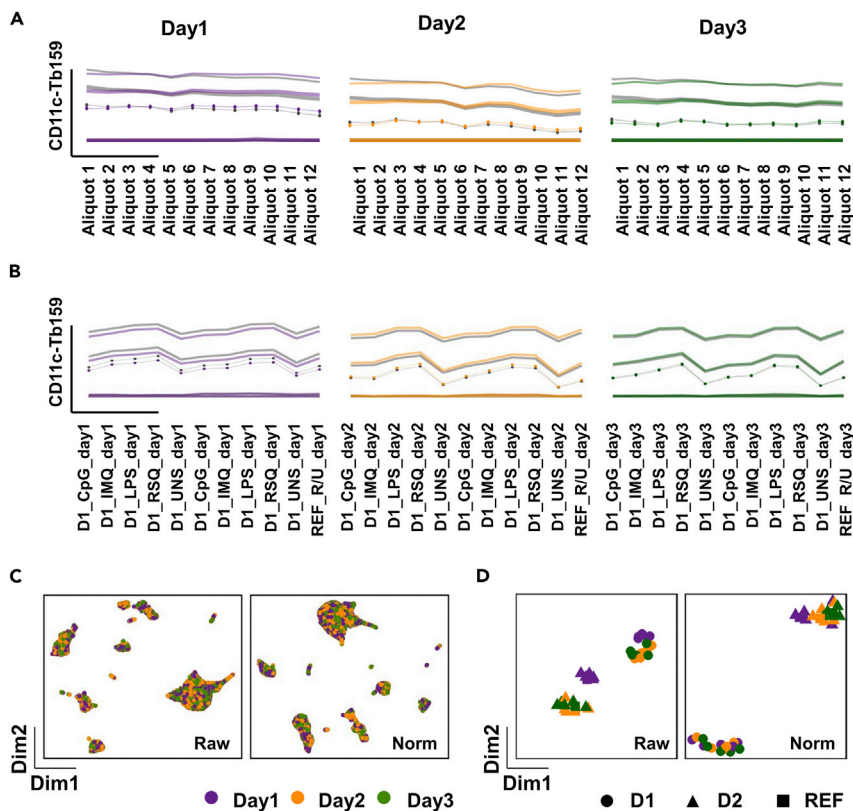 A
Day1 Day2 Day3
CD11c-Tb159
Aliquot 1 Aliquot 2 Aliquot 3 Aliquot 4 Aliquot 5 Aliquot 6 Aliquot 7 Aliquot 8 Aliquot 9 Aliquot 10 Aliquot 11 Aliquot 12
Aliquot 1 Aliquot 2 Aliquot 3 Aliquot 4 Aliquot 5 Aliquot 6 Aliquot 7 Aliquot 8 Aliquot 9 Aliquot 10 Aliquot 11 Aliquot 12
Aliquot 1 Aliquot 2 Aliquot 3 Aliquot 4 Aliquot 5 Aliquot 6 Aliquot 7 Aliquot 8 Aliquot 9 Aliquot 10 Aliquot 11 Aliquot 12
B
CD11c-Tb159
D1_CpG_day1 D1_IMQ_day1 D1_LPS_day1 D1_RSQ_day1 D1_UNS_day1 D1_CpG_day1 D1_IMQ_day1 D1_LPS_day1 D1_RSQ_day1 D1_UNS_day1 REF_R/U_day1
D1_CpG_day2 D1_IMQ_day2 D1_LPS_day2 D1_RSQ_day2 D1_UNS_day2 D1_CpG_day2 D1_IMQ_day2 D1_LPS_day2 D1_RSQ_day2 D1_UNS_day2 REF_R/U_day2
D1_CpG_day3 D1_IMQ_day3 D1_LPS_day3 D1_RSQ_day3 D1_UNS_day3 D1_CpG_day3 D1_IMQ_day3 D1_LPS_day3 D1_RSQ_day3 D1_UNS_day3 REF_R/U_day3
C
Raw Norm
Dim2
Dim1
Day1 Day2 Day3
D
Raw Norm
Dim2
Dim1
D1 D2 REF